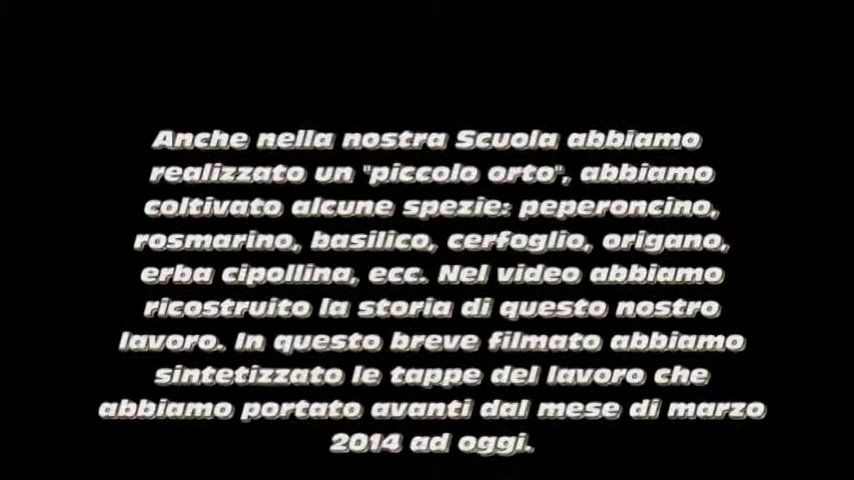 Anche nella nostra Scuola abbiamo
realizzato un "piccolo orto", abbiamo
coltivato alcune spezie: peperoncino,
rosmarino, basilico, cerfoglio, origano,
erba cipollina, ecc. Nel video abbiamo
ricostruito la storia di questo nostro
lavoro. In questo breve filmato abbiamo
sintetizzato le tappe del lavoro che
abbiamo portato avanti dal mese di marzo
2014 ad oggi.